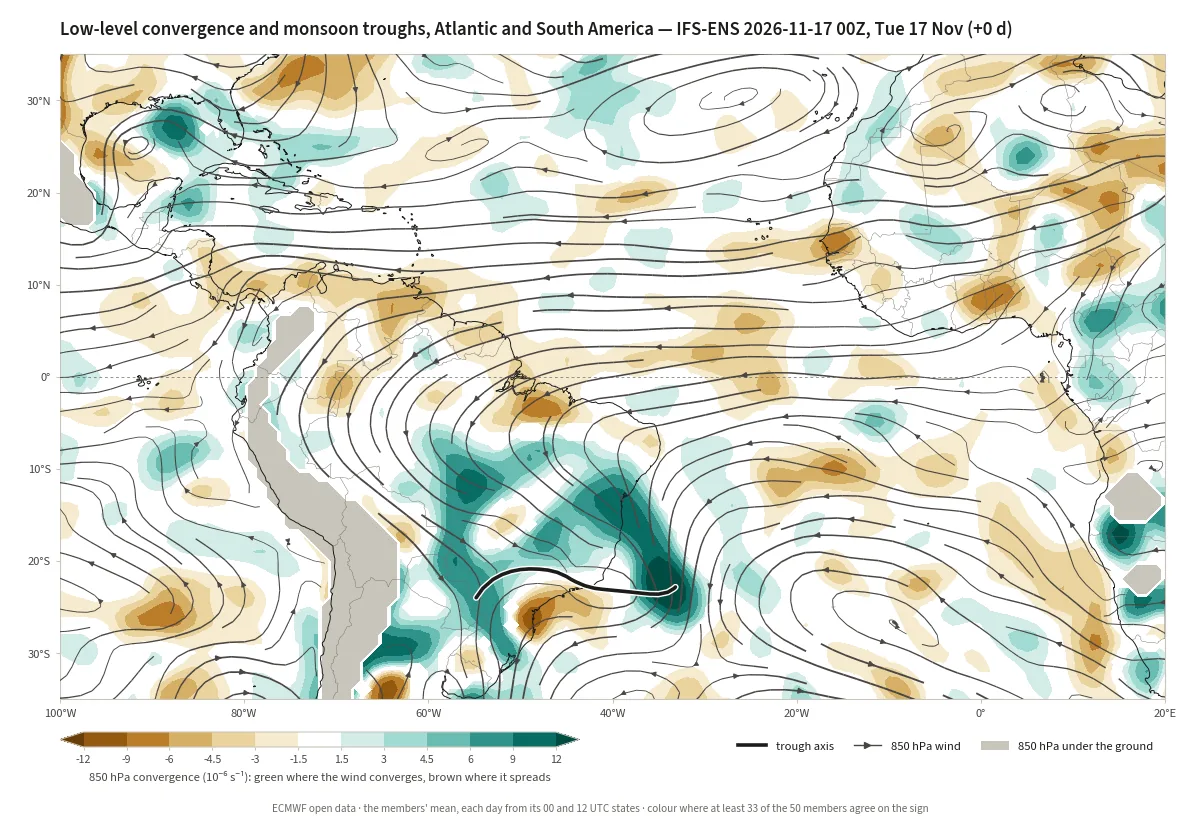 Low-level convergence and monsoon troughs, Atlantic and South America — IFS-ENS 2026-11-17 00Z, Tue 17 Nov (+0 d)
30°N
20°N
10°N
0°
10°S
20°S
30°S
100°W 80°W 60°W 40°W 20°W 0° 20°E
-12 -9 -6 -4.5 -3 -1.5 1.5 3 4.5 6 9 12
850 hPa convergence (10⁻⁶ s⁻¹): green where the wind converges, brown where it spreads
trough axis 850 hPa wind 850 hPa under the ground
ECMWF open data · the members' mean, each day from its 00 and 12 UTC states · colour where at least 33 of the 50 members agree on the sign